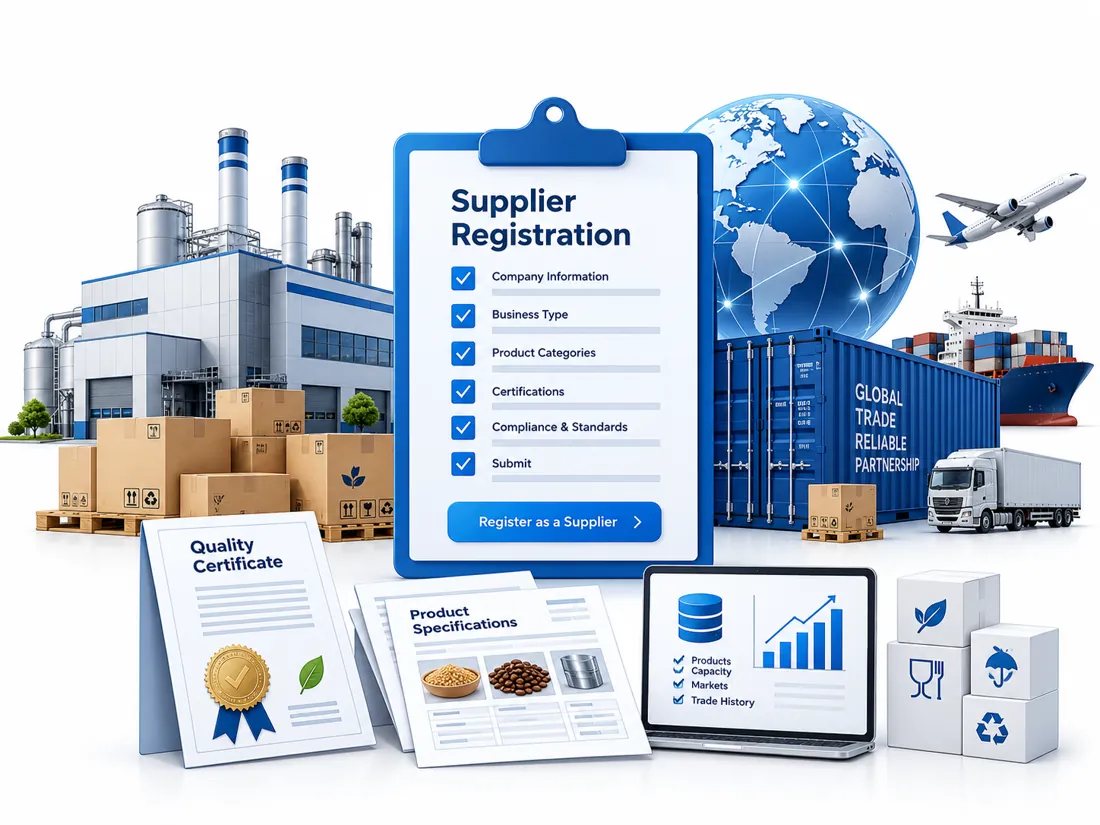 Supplier
Registration
Company Information
Business Type
Product Categories
Certifications
Compliance & Standards
Submit
Register as a Supplier
GLOBAL
TRADE
RELIABLE
PARTNERSHIP
Quality
Certificate
Product
Specifications
Products
Capacity
Markets
Trade History